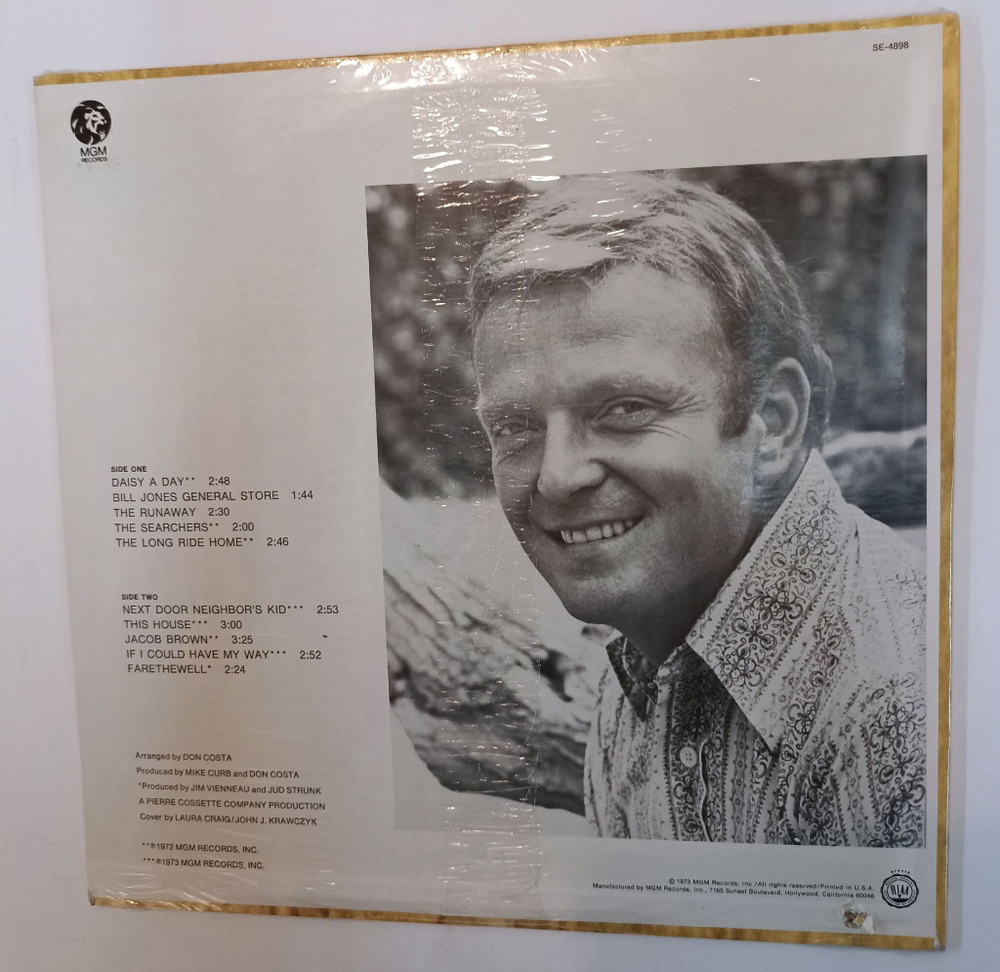 SE-4898
MGM
RECORDS
SIDE ONE
DAISY A DAY** 2:48
BILL JONES GENERAL STORE 1:44
THE RUNAWAY 2:30
THE SEARCHERS** 2:00
THE LONG RIDE HOME** 2:46
SIDE TWO
NEXT DOOR NEIGHBOR'S KID*** 2:53
THIS HOUSE*** 3:00
JACOB BROWN** 3:25
IF I COULD HAVE MY WAY*** 2:52
FARETHEWELL* 2:24
Arranged by DON COSTA
Produced by MIKE CURB and DON COSTA
*Produced by JIM VIENNEAU and JUD STRUNK
A PIERRE COSSETTE COMPANY PRODUCTION
Cover by LAURA CRAIG/JOHN J. KRAWCZYK
**℗1972 MGM RECORDS, INC.
***℗1973 MGM RECORDS, INC.
© 1973 MGM Records, Inc./All rights reserved/Printed in U.S.A.
Manufactured by MGM Records, Inc., 7165 Sunset Boulevard, Hollywood, California 90046